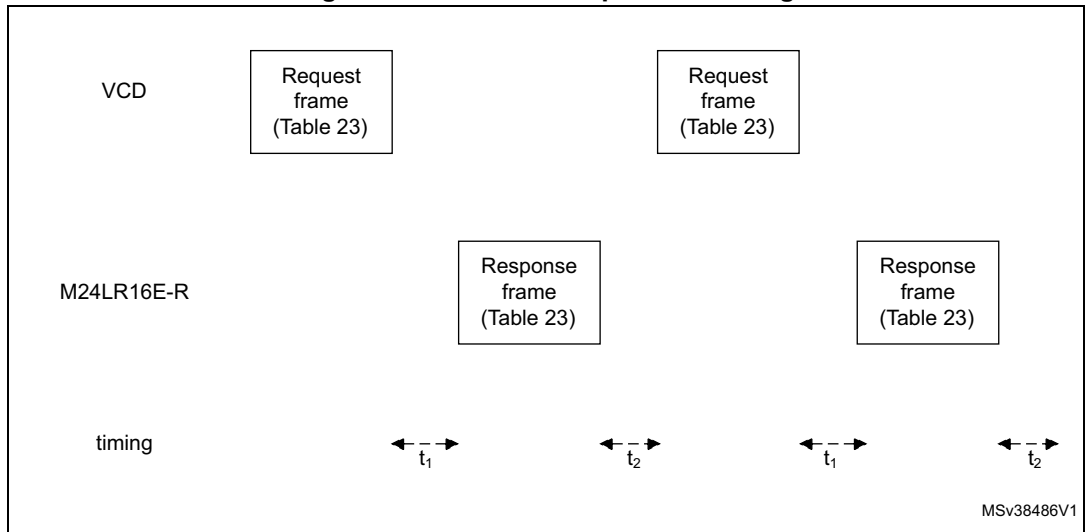 VCD
Request
frame
(Table 23)
Request
frame
(Table 23)
M24LR16E-R
Response
frame
(Table 23)
Response
frame
(Table 23)
timing
t1
t2
t1
t2
MSv38486V1